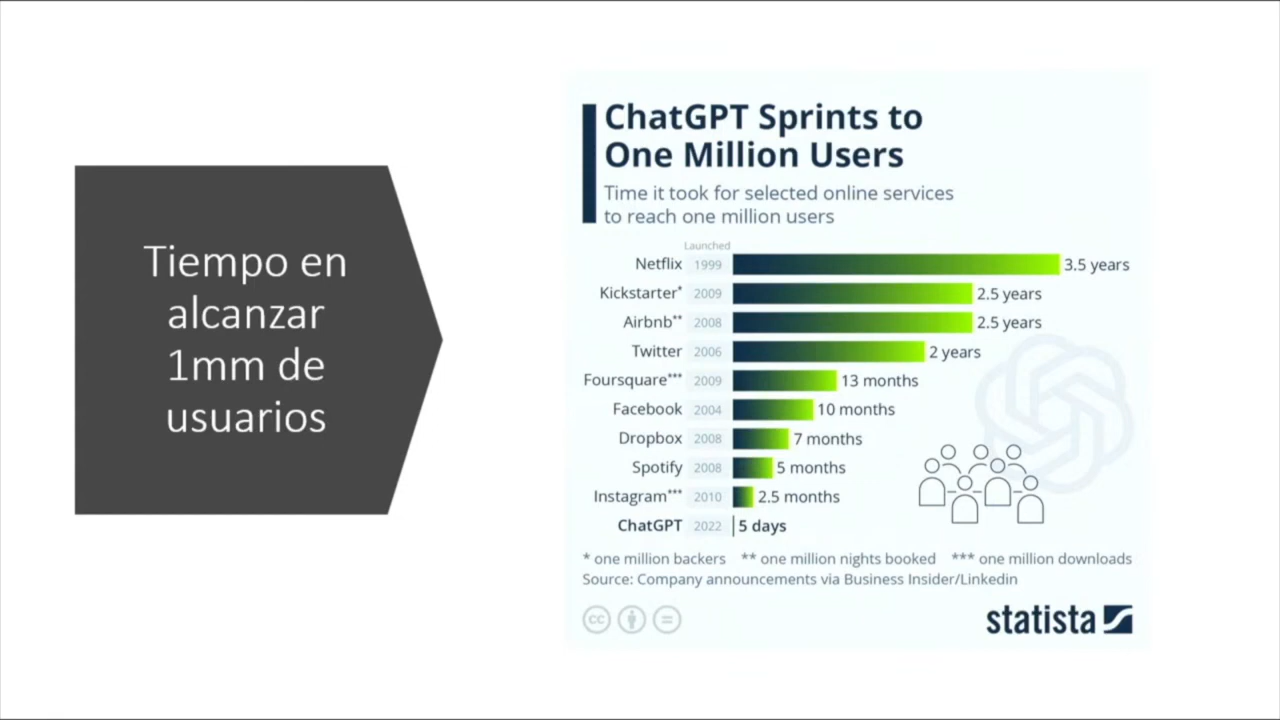 Tiempo en
alcanzar
1mm de
usuarios
ChatGPT Sprints to
One Million Users
Time it took for selected online services
to reach one million users
Launched
Netflix 1999 3.5 years
Kickstarter* 2009 2.5 years
Airbnb** 2008 2.5 years
Twitter 2006 2 years
Foursquare*** 2009 13 months
Facebook 2004 10 months
Dropbox 2008 7 months
Spotify 2008 5 months
Instagram*** 2010 2.5 months
ChatGPT 2022 5 days
* one million backers ** one million nights booked *** one million downloads
Source: Company announcements via Business Insider/Linkedin
cc
statista